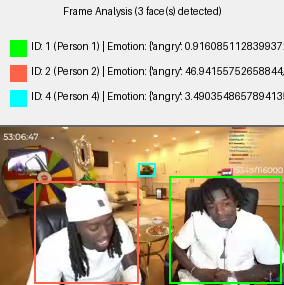 Frame Analysis (3 face(s) detected)
ID: 1 (Person 1) | Emotion: {'angry': 0.916085112839937
ID: 2 (Person 2) | Emotion: {'angry': 46.94155752658844,
ID: 4 (Person 4) | Emotion: {'angry': 3.490354865789413
53:06:47